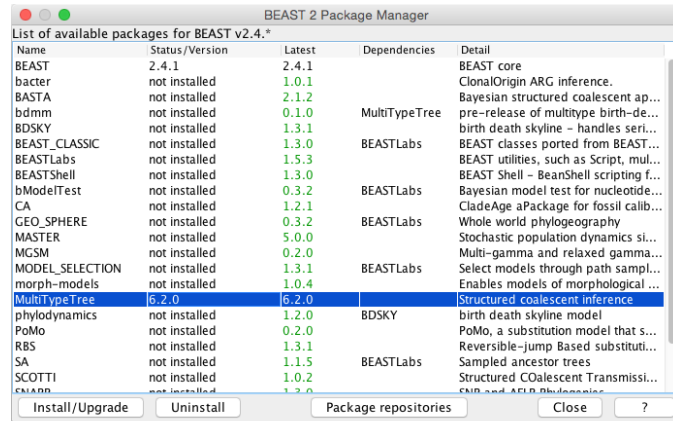 BEAST 2 Package Manager
List of available packages for BEAST v2.4.*
Name Status/Version Latest Dependencies Detail
BEAST 2.4.1 2.4.1 BEAST core
bacter not installed 1.0.1 ClonalOrigin ARG inference.
BASTA not installed 2.1.2 Bayesian structured coalescent ap...
bdmm not installed 0.1.0 MultiTypeTree pre-release of multitype birth-de...
BDSKY not installed 1.3.1 birth death skyline - handles seri...
BEAST_CLASSIC not installed 1.3.0 BEASTLabs BEAST classes ported from BEAST...
BEASTLabs not installed 1.5.3 BEAST utilities, such as Script, mul...
BEASTShell not installed 1.3.0 BEAST Shell - BeanShell scripting f...
bModelTest not installed 0.3.2 BEASTLabs Bayesian model test for nucleotide...
CA not installed 1.2.1 CladeAge aPackage for fossil calib...
GEO_SPHERE not installed 0.3.2 BEASTLabs Whole world phylogeography
MASTER not installed 5.0.0 Stochastic population dynamics si...
MGSM not installed 0.2.0 Multi-gamma and relaxed gamma...
MODEL_SELECTION not installed 1.3.1 BEASTLabs Select models through path sampl...
morph-models not installed 1.0.4 Enables models of morphological ...
MultiTypeTree 6.2.0 6.2.0 Structured coalescent inference
phylodynamics not installed 1.2.0 BDSKY birth death skyline model
PoMo not installed 0.2.0 PoMo, a substitution model that s...
RBS not installed 1.3.1 Reversible-jump Based substituti...
SA not installed 1.1.5 BEASTLabs Sampled ancestor trees
SCOTTI not installed 1.0.2 Structured COalescent Transmissi...
SNAPP not installed 1.3.0 SNP and AFLP Phylogenies
Install/Upgrade Uninstall Package repositories Close ?